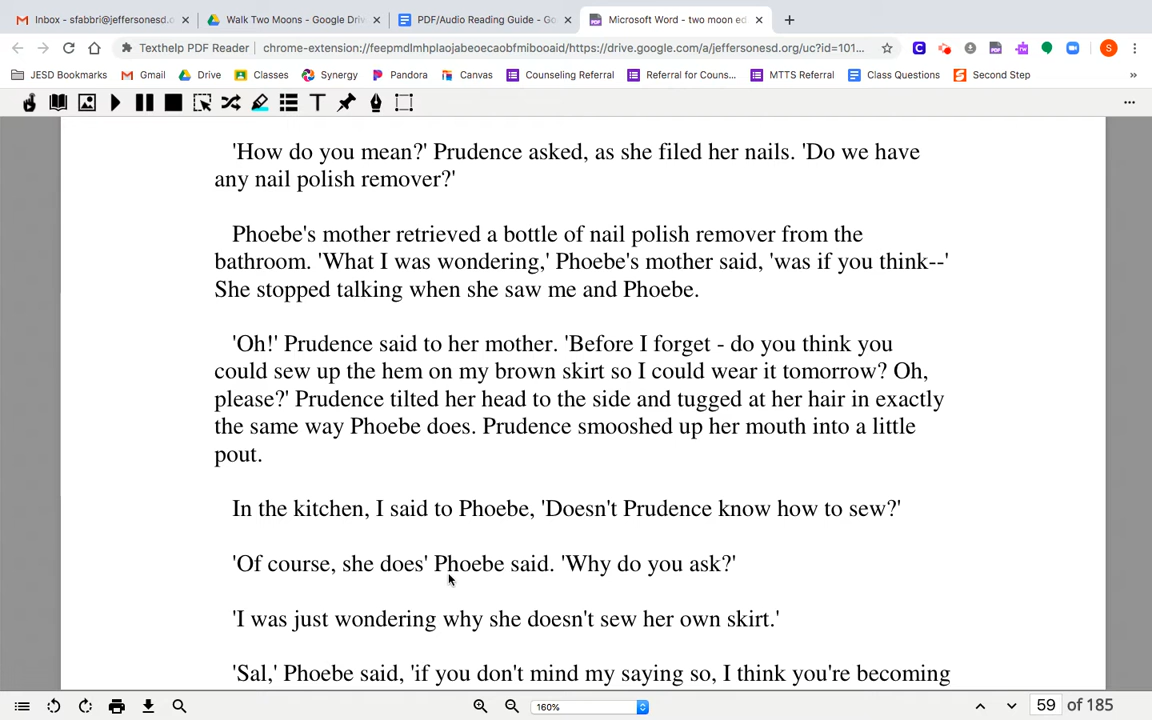 Inbox - sfabbri@jeffersonesd.o
Walk Two Moons - Google Driv
PDF/Audio Reading Guide - Go
Microsoft Word - two moon ed
Texthelp PDF Reader
chrome-extension://feepmdlmhplaojabeoecaobfmibooaid/https://drive.google.com/a/jeffersonesd.org/uc?id=101...
JESD Bookmarks
Gmail
Drive
Classes
Synergy
Pandora
Canvas
Counseling Referral
Referral for Couns...
MTTS Referral
Class Questions
Second Step
'How do you mean?' Prudence asked, as she filed her nails. 'Do we have
any nail polish remover?'
Phoebe's mother retrieved a bottle of nail polish remover from the
bathroom. 'What I was wondering,' Phoebe's mother said, 'was if you think--'
She stopped talking when she saw me and Phoebe.
'Oh!' Prudence said to her mother. 'Before I forget - do you think you
could sew up the hem on my brown skirt so I could wear it tomorrow? Oh,
please?' Prudence tilted her head to the side and tugged at her hair in exactly
the same way Phoebe does. Prudence smooshed up her mouth into a little
pout.
In the kitchen, I said to Phoebe, 'Doesn't Prudence know how to sew?'
'Of course, she does' Phoebe said. 'Why do you ask?'
'I was just wondering why she doesn't sew her own skirt.'
'Sal,' Phoebe said, 'if you don't mind my saying so, I think you're becoming
160%
59 of 185